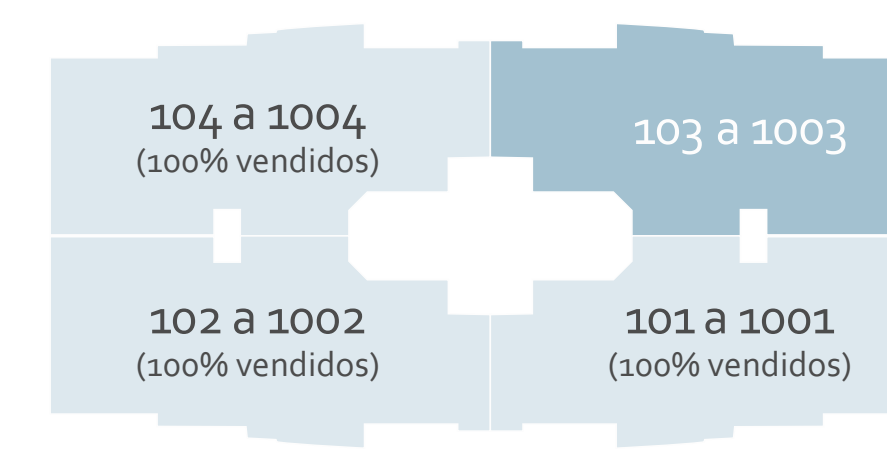 104 a 1004
(100% vendidos)
103 a 1003
102 a 1002
(100% vendidos)
101 a 1001
(100% vendidos)